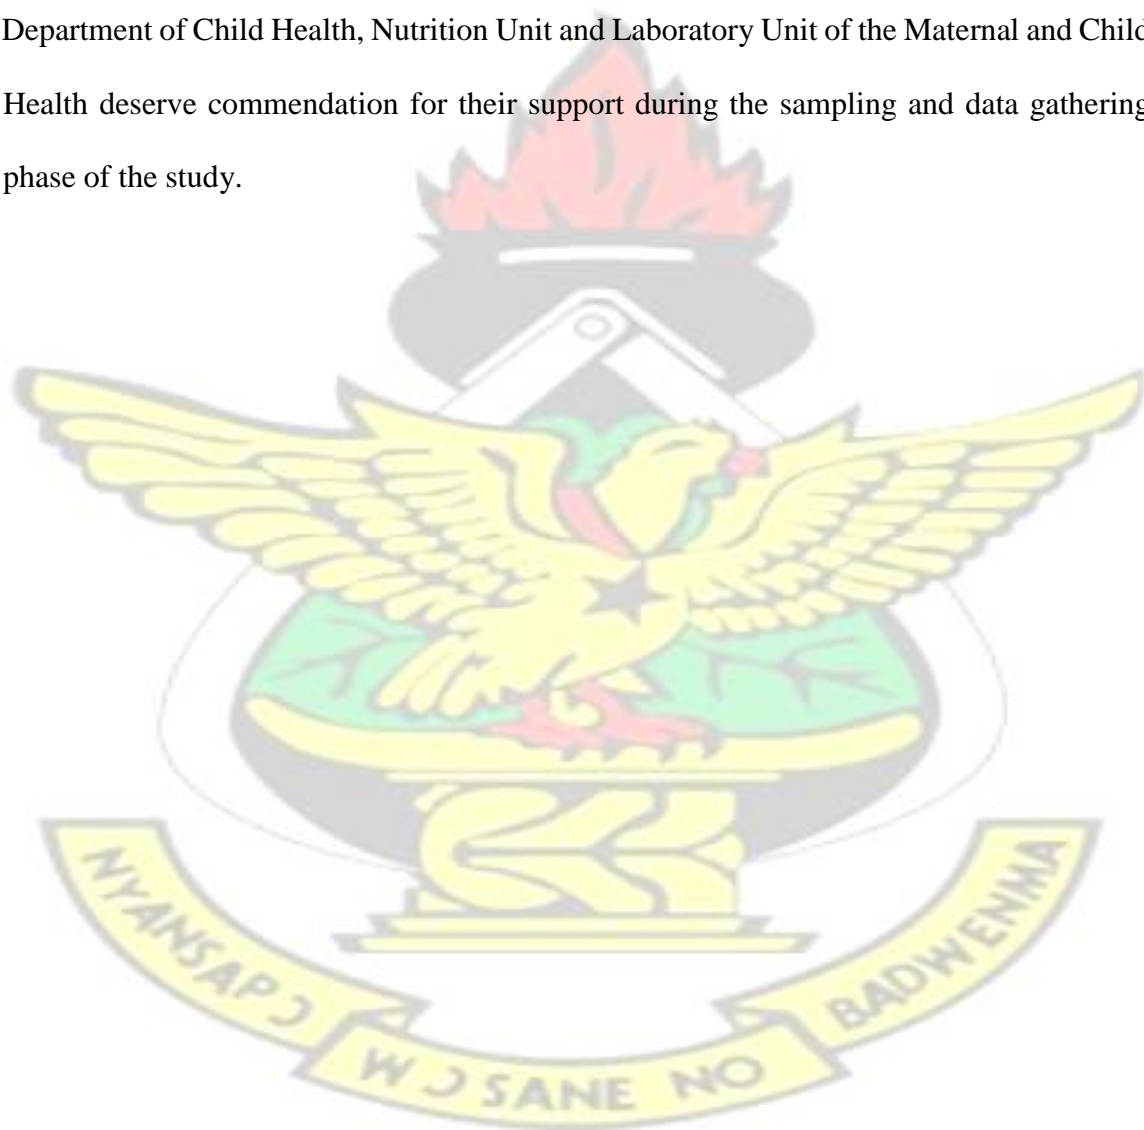 Department of Child Health, Nutrition Unit and Laboratory Unit of the Maternal and Child
Health deserve commendation for their support during the sampling and data gathering
phase of the study.
NYANSAPƆ
WƆSANE NO
BADWENMA